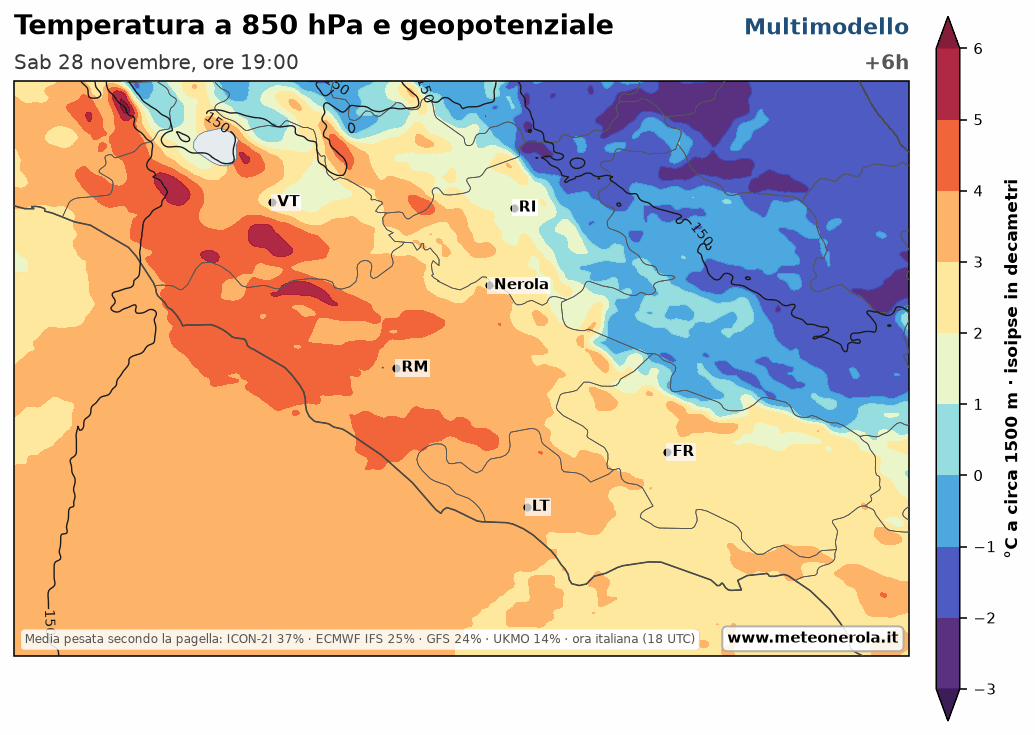 Temperatura a 850 hPa e geopotenziale
Multimodello
Sab 28 novembre, ore 19:00
+6h
150
150
0
VT
RI
150
Nerola
RM
FR
LT
Media pesata secondo la pagella: ICON-2I 37% · ECMWF IFS 25% · GFS 24% · UKMO 14% · ora italiana (18 UTC)
www.meteonerola.it
6
5
4
3
2
1
0
−1
−2
−3
°C a circa 1500 m · isoipse in decametri